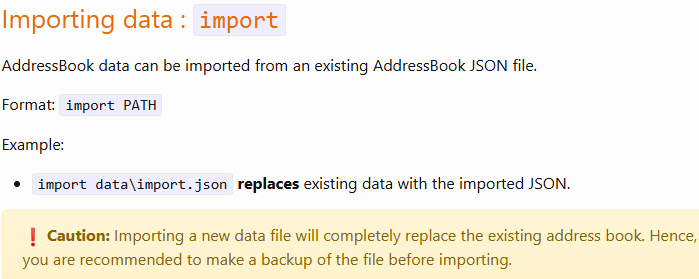 Importing data : import
AddressBook data can be imported from an existing AddressBook JSON file.
Format: import PATH
Example:
• import data\import.json replaces existing data with the imported JSON.
❗ Caution: Importing a new data file will completely replace the existing address book. Hence,
you are recommended to make a backup of the file before importing.